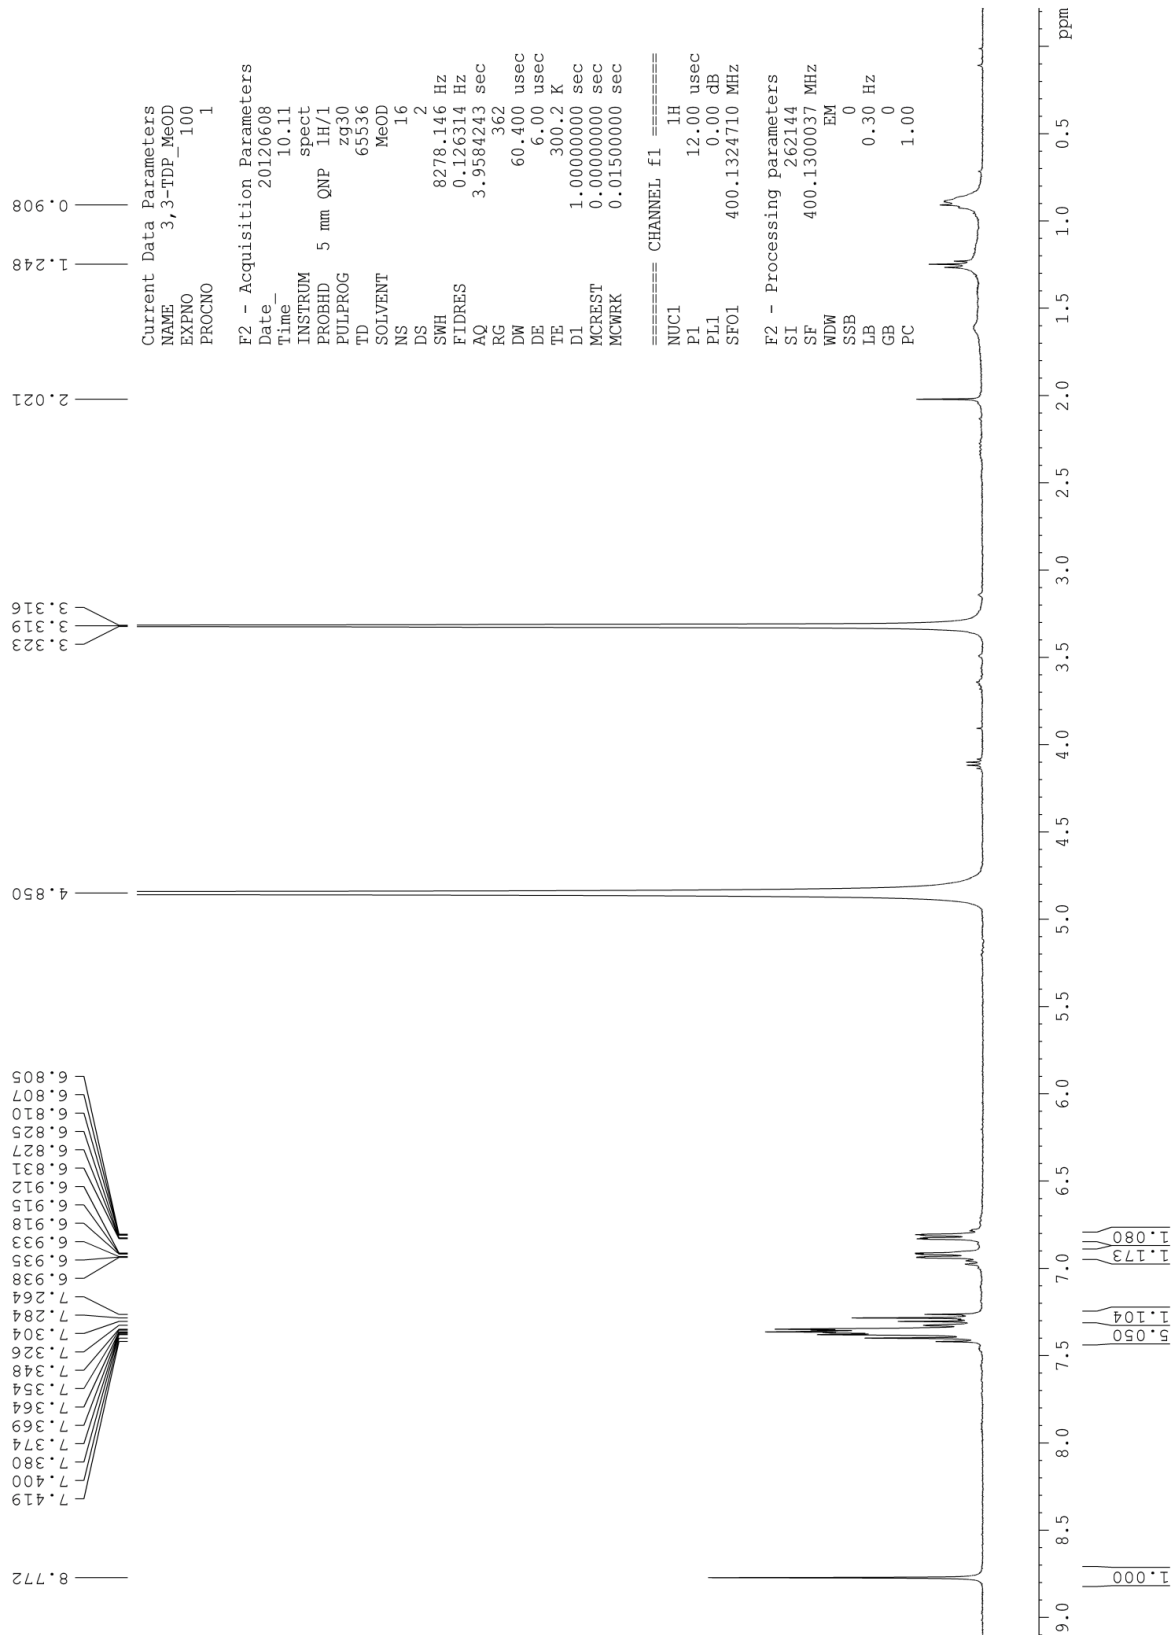 Current Data Parameters
NAME 3,3-TDP_MeOD
EXPNO 100
PROCNO 1
F2 - Acquisition Parameters
Date_ 20120608
Time_ 10.11
INSTRUM spect
PROBHD 5 mm QNP 1H/1
PULPROG zg30
TD 65536
SOLVENT MeOD
NS 16
DS 2
SWH 8278.146 Hz
FIDRES 0.126314 Hz
AQ 3.9584243 sec
RG 362
DW 60.400 usec
DE 6.00 usec
TE 300.2 K
D1 1.00000000 sec
MCREST 0.00000000 sec
MCWRK 0.01500000 sec
======== CHANNEL f1 ========
NUC1 1H
P1 12.00 usec
PL1 0.00 dB
SFO1 400.1324710 MHz
F2 - Processing parameters
SI 262144
SF 400.1300037 MHz
WDW EM
SSB 0
LB 0.30 Hz
GB 0
PC 1.00
8.772
7.419
7.400
7.380
7.374
7.369
7.364
7.354
7.348
7.326
7.304
7.284
7.264
6.938
6.935
6.933
6.918
6.915
6.912
6.831
6.827
6.825
6.810
6.807
6.805
4.850
3.323
3.319
3.316
2.021
1.248
0.908
9.0 8.5 8.0 7.5 7.0 6.5 6.0 5.5 5.0 4.5 4.0 3.5 3.0 2.5 2.0 1.5 1.0 0.5 ppm
1.000
5.050
1.104
1.173
1.080